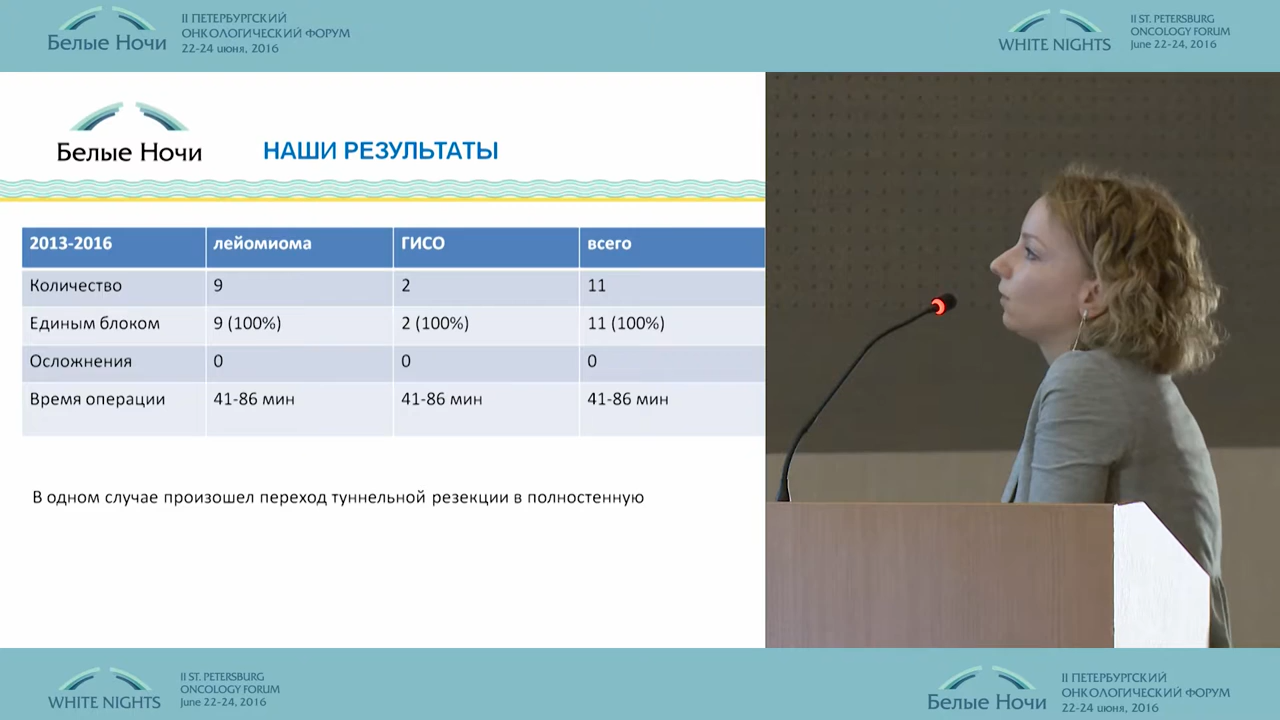 Белые Ночи
II ПЕТЕРБУРГСКИЙ
ОНКОЛОГИЧЕСКИЙ ФОРУМ
22-24 июня, 2016
WHITE NIGHTS
II ST. PETERSBURG
ONCOLOGY FORUM
June 22-24, 2016
Белые Ночи
НАШИ РЕЗУЛЬТАТЫ
2013-2016 лейомиома ГИСО всего
Количество 9 2 11
Единым блоком 9 (100%) 2 (100%) 11 (100%)
Осложнения 0 0 0
Время операции 41-86 мин 41-86 мин 41-86 мин
В одном случае произошел переход туннельной резекции в полностенную
WHITE NIGHTS
II ST. PETERSBURG
ONCOLOGY FORUM
June 22-24, 2016
Белые Ночи
II ПЕТЕРБУРГСКИЙ
ОНКОЛОГИЧЕСКИЙ ФОРУМ
22-24 июня, 2016